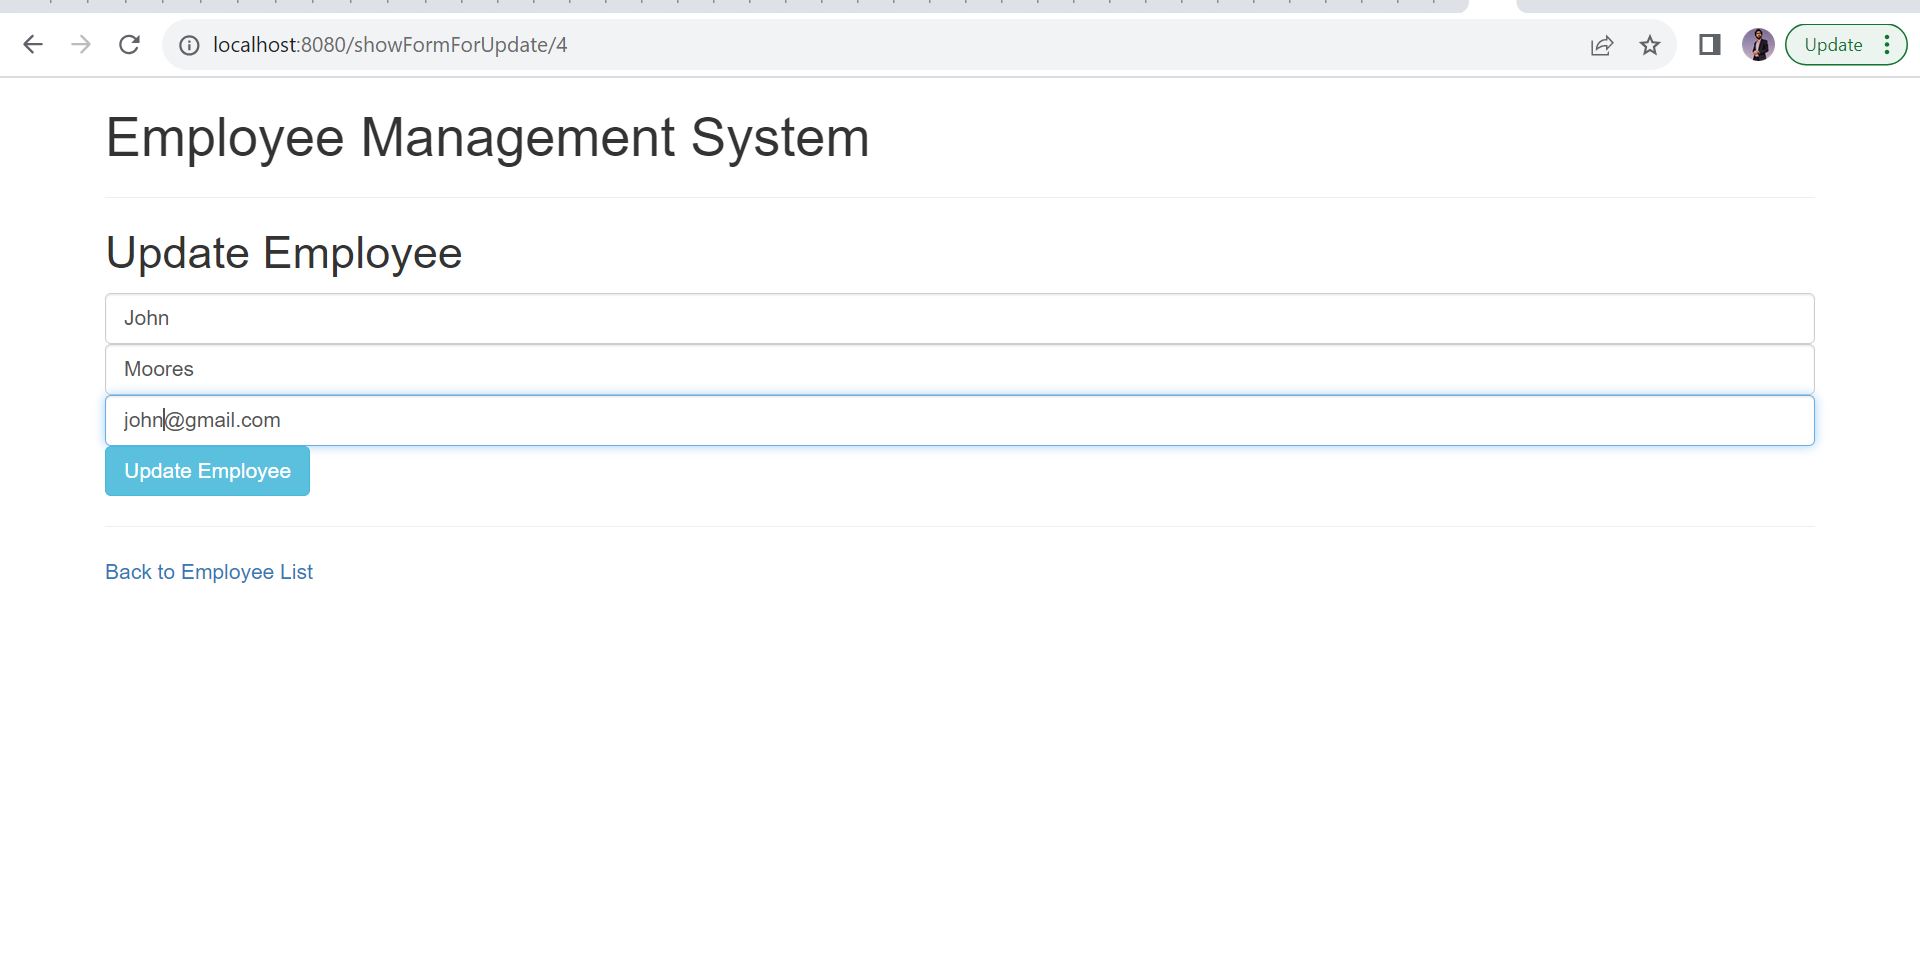 localhost:8080/showFormForUpdate/4
Update
Employee Management System
Update Employee
John
Moores
john@gmail.com
Update Employee
Back to Employee List